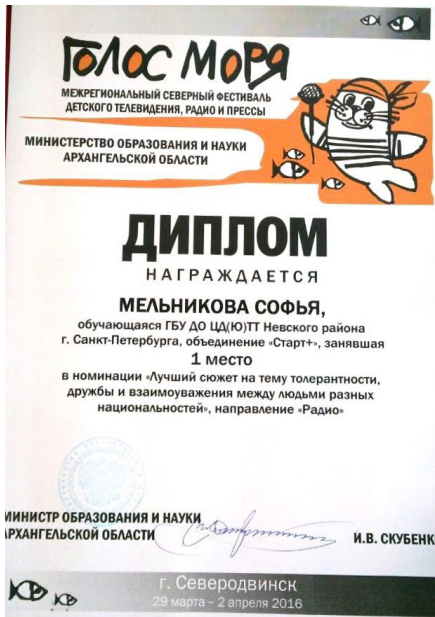 ГОЛОС МОРЯ
МЕЖРЕГИОНАЛЬНЫЙ СЕВЕРНЫЙ ФЕСТИВАЛЬ
ДЕТСКОГО ТЕЛЕВИДЕНИЯ, РАДИО И ПРЕССЫ
МИНИСТЕРСТВО ОБРАЗОВАНИЯ И НАУКИ
АРХАНГЕЛЬСКОЙ ОБЛАСТИ
ДИПЛОМ
НАГРАЖДАЕТСЯ
МЕЛЬНИКОВА СОФЬЯ,
обучающаяся ГБУ ДО ЦД(Ю)ТТ Невского района
г. Санкт-Петербурга, объединение «Старт+», занявшая
1 место
в номинации «Лучший сюжет на тему толерантности,
дружбы и взаимоуважения между людьми разных
национальностей», направление «Радио»
МИНИСТР ОБРАЗОВАНИЯ И НАУКИ
АРХАНГЕЛЬСКОЙ ОБЛАСТИ И.В. СКУБЕНК
г. Северодвинск
29 марта – 2 апреля 2016